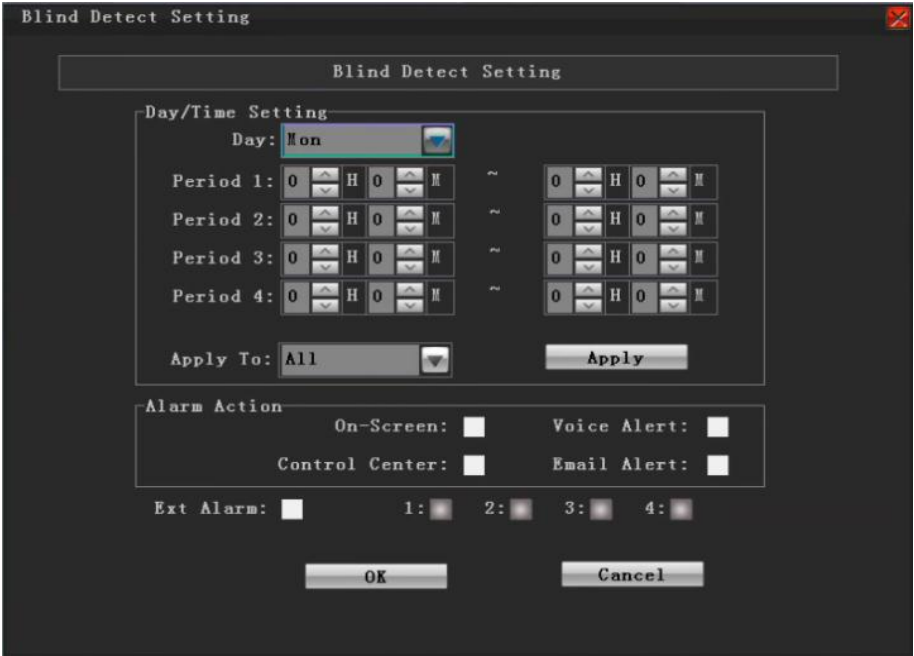 Blind Detect Setting
Blind Detect Setting
Day/Time Setting
Day: Mon
Period 1: 0 H 0 M ~ 0 H 0 M
Period 2: 0 H 0 M ~ 0 H 0 M
Period 3: 0 H 0 M ~ 0 H 0 M
Period 4: 0 H 0 M ~ 0 H 0 M
Apply To: All Apply
Alarm Action
On-Screen: Voice Alert:
Control Center: Email Alert:
Ext Alarm: 1: 2: 3: 4:
OK Cancel